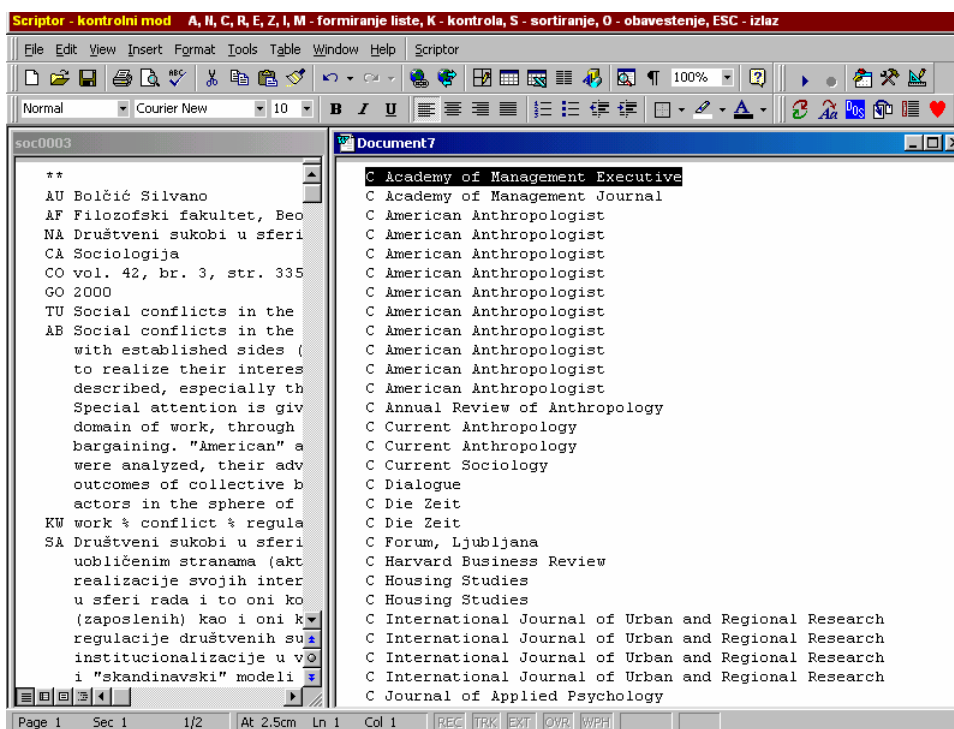 Scriptor - kontrolni mod A, N, C, R, E, Z, I, M - formiranje liste, K - kontrola, S - sortiranje, O - obavestenje, ESC - izlaz
File Edit View Insert Format Tools Table Window Help Scriptor
100%
Normal Courier New 10 B I U
soc0003
**
AU Bolčić Silvano
AF Filozofski fakultet, Beo
NA Društveni sukobi u sferi
CA Sociologija
CO vol. 42, br. 3, str. 335
GO 2000
TU Social conflicts in the
AB Social conflicts in the
with established sides (
to realize their interes
described, especially th
Special attention is giv
domain of work, through
bargaining. "American" a
were analyzed, their adv
outcomes of collective b
actors in the sphere of
KW work % conflict % regula
SA Društveni sukobi u sferi
uobličenim stranama (akt
realizacije svojih inter
u sferi rada i to oni ko
(zaposlenih) kao i oni k
regulacije društvenih su
institucionalizacije u v
i "skandinavski" modeli
Document7
C Academy of Management Executive
C Academy of Management Journal
C American Anthropologist
C American Anthropologist
C American Anthropologist
C American Anthropologist
C American Anthropologist
C American Anthropologist
C American Anthropologist
C American Anthropologist
C American Anthropologist
C American Anthropologist
C Annual Review of Anthropology
C Current Anthropology
C Current Anthropology
C Current Sociology
C Dialogue
C Die Zeit
C Die Zeit
C Forum, Ljubljana
C Harvard Business Review
C Housing Studies
C Housing Studies
C International Journal of Urban and Regional Research
C International Journal of Urban and Regional Research
C International Journal of Urban and Regional Research
C International Journal of Urban and Regional Research
C Journal of Applied Psychology
Page 1 Sec 1 1/2 At 2.5cm Ln 1 Col 1 REC TRK EXT OVR WPH